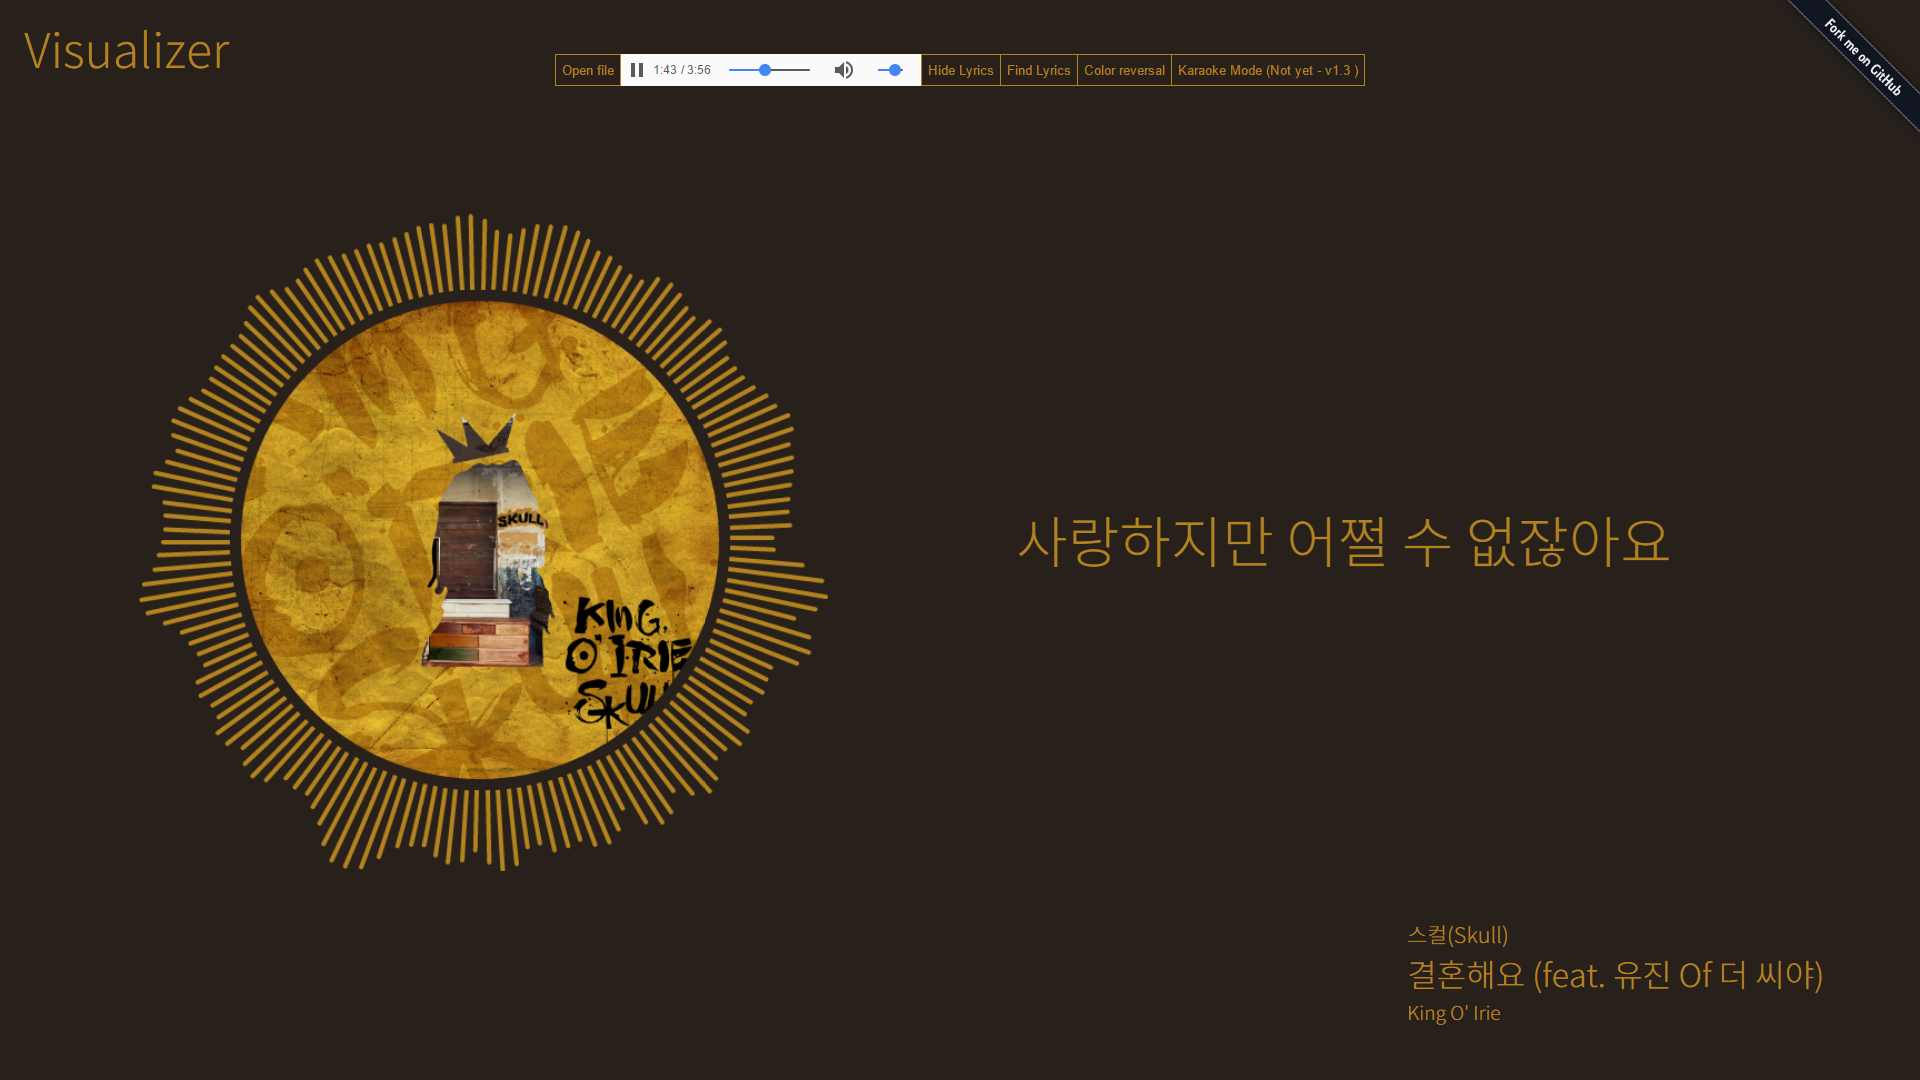 Visualizer
Open file
1:43 / 3:56
Hide Lyrics
Find Lyrics
Color reversal
Karaoke Mode (Not yet - v1.3 )
Fork me on GitHub
SKULL
KING.
O' IRIE
사랑하지만 어쩔 수 없잖아요
스컬(Skull)
결혼해요 (feat. 유진 Of 더 씨야)
King O' Irie